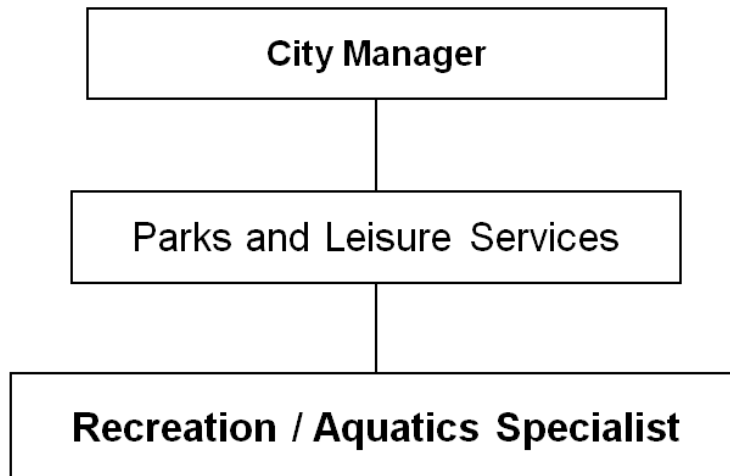 City Manager
Parks and Leisure Services
Recreation / Aquatics Specialist